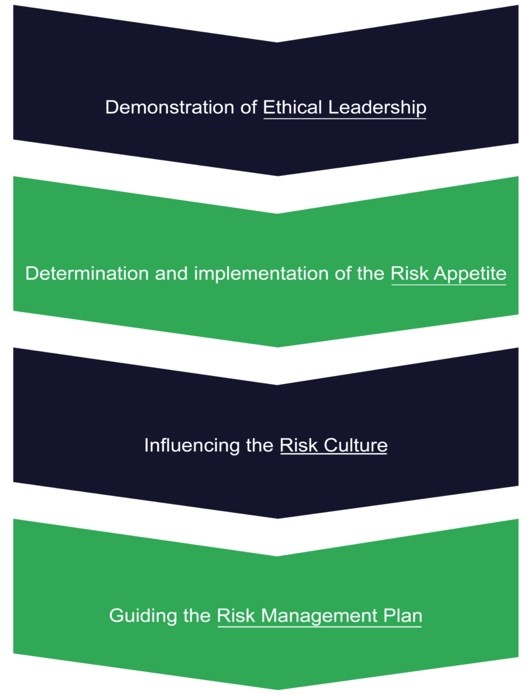 Demonstration of Ethical Leadership
Determination and implementation of the Risk Appetite
Influencing the Risk Culture
Guiding the Risk Management Plan